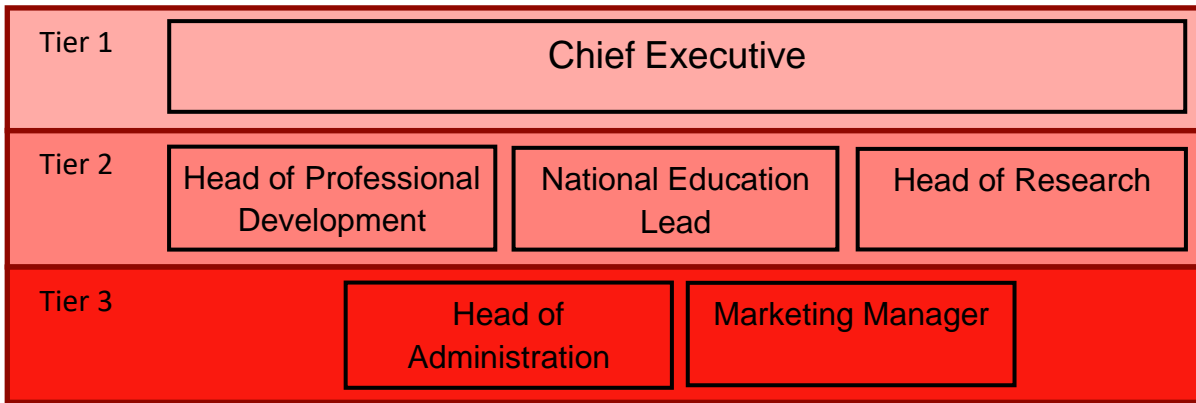 Tier 1
Chief Executive
Tier 2
Head of Professional
Development
National Education
Lead
Head of Research
Tier 3
Head of
Administration
Marketing Manager